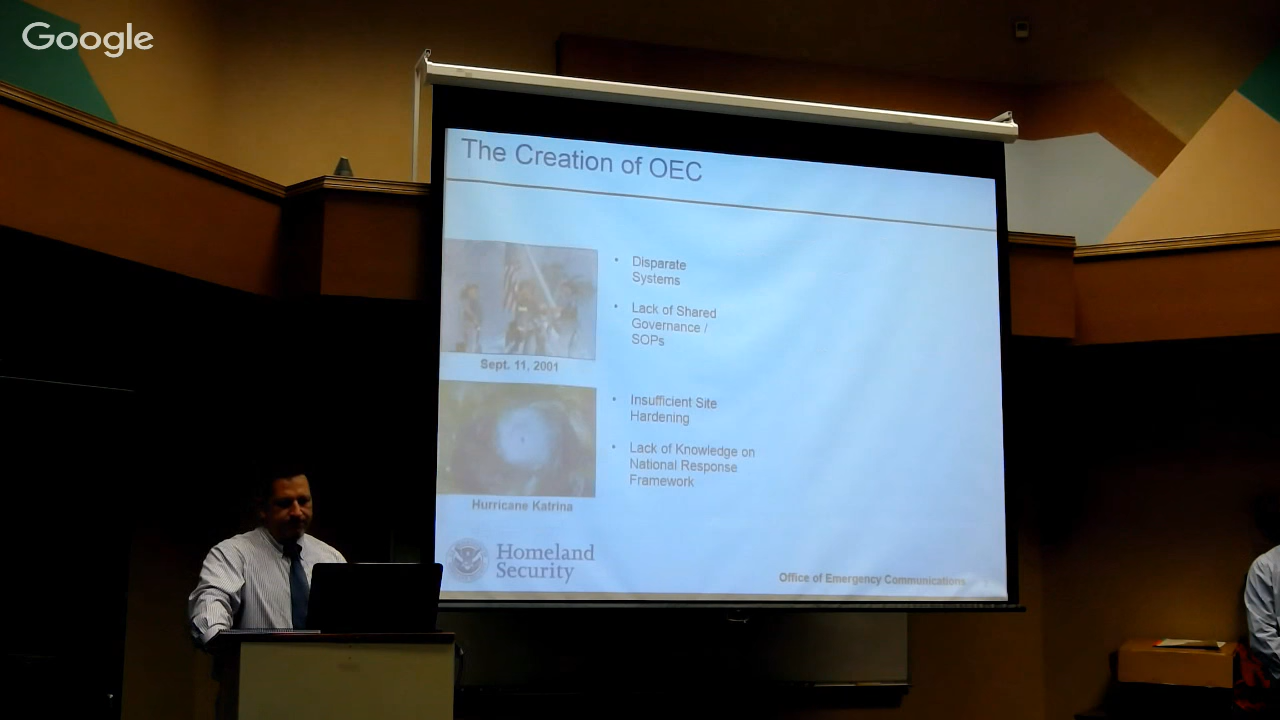 Google
The Creation of OEC
• Disparate
Systems
• Lack of Shared
Governance /
SOPs
Sept. 11, 2001
• Insufficient Site
Hardening
• Lack of Knowledge on
National Response
Framework
Hurricane Katrina
Homeland
Security
Office of Emergency Communications